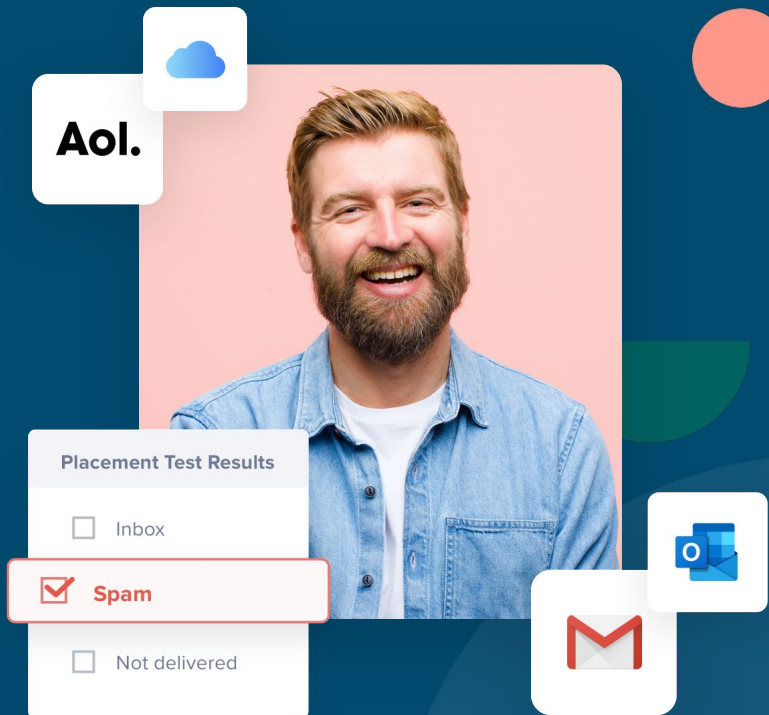 Aol.
Placement Test Results
Inbox
Spam
Not delivered
O